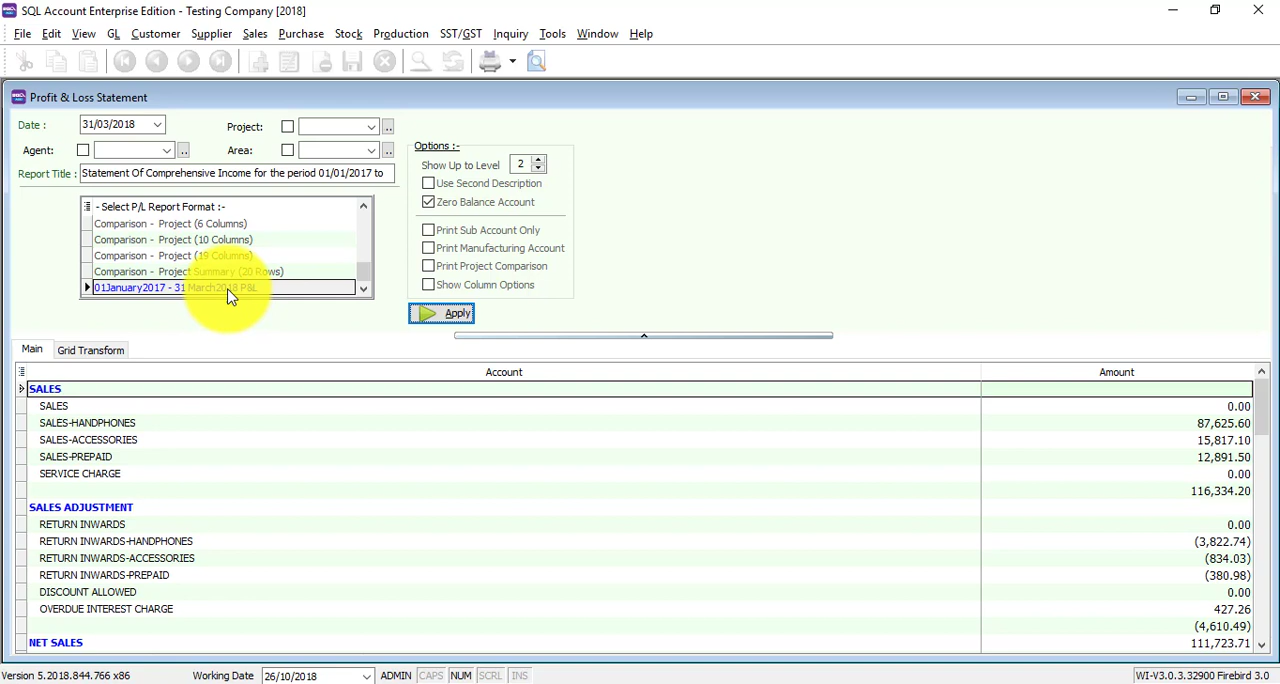 SQL Account Enterprise Edition - Testing Company [2018]
File Edit View GL Customer Supplier Sales Purchase Stock Production SST/GST Inquiry Tools Window Help
Profit & Loss Statement
Date : 31/03/2018 Project:
Agent: Area:
Report Title : Statement Of Comprehensive Income for the period 01/01/2017 to
Options :-
Show Up to Level 2
Use Second Description
Zero Balance Account
Print Sub Account Only
Print Manufacturing Account
Print Project Comparison
Show Column Options
- Select P/L Report Format :-
Comparison - Project (6 Columns)
Comparison - Project (10 Columns)
Comparison - Project (19 Columns)
Comparison - Project Summary (20 Rows)
01January2017 - 31 March2018 P&L
Apply
Main Grid Transform
Account Amount
SALES
SALES 0.00
SALES-HANDPHONES 87,625.60
SALES-ACCESSORIES 15,817.10
SALES-PREPAID 12,891.50
SERVICE CHARGE 0.00
116,334.20
SALES ADJUSTMENT
RETURN INWARDS 0.00
RETURN INWARDS-HANDPHONES (3,822.74)
RETURN INWARDS-ACCESSORIES (834.03)
RETURN INWARDS-PREPAID (380.98)
DISCOUNT ALLOWED 0.00
OVERDUE INTEREST CHARGE 427.26
(4,610.49)
NET SALES 111,723.71
Version 5.2018.844.766 x86 Working Date 26/10/2018 ADMIN CAPS NUM SCRL INS WI-V3.0.3.32900 Firebird 3.0